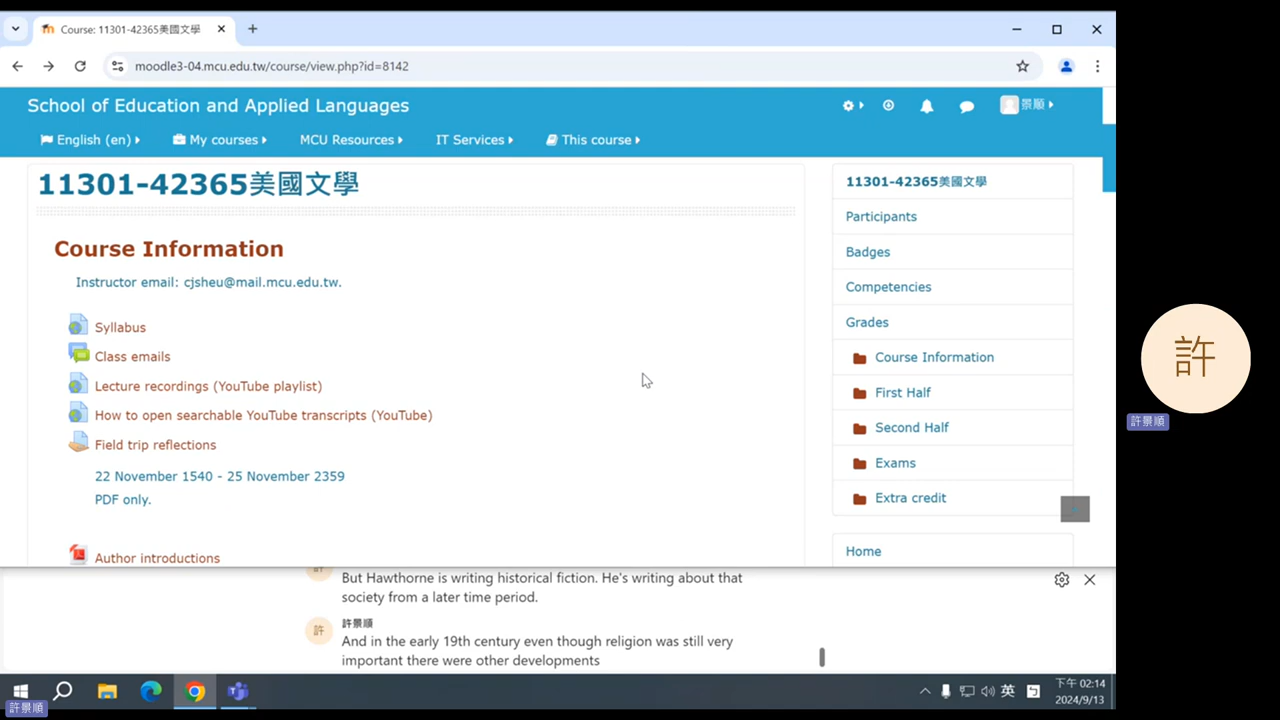 Course: 11301-42365美國文學
moodle3-04.mcu.edu.tw/course/view.php?id=8142
School of Education and Applied Languages
景順
English (en)
My courses
MCU Resources
IT Services
This course
11301-42365美國文學
Course Information
Instructor email: cjsheu@mail.mcu.edu.tw.
Syllabus
Class emails
Lecture recordings (YouTube playlist)
How to open searchable YouTube transcripts (YouTube)
Field trip reflections
22 November 1540 - 25 November 2359
PDF only.
Author introductions
11301-42365美國文學
Participants
Badges
Competencies
Grades
Course Information
First Half
Second Half
Exams
Extra credit
Home
許
許景順
許
But Hawthorne is writing historical fiction. He's writing about that
society from a later time period.
許
許景順
And in the early 19th century even though religion was still very
important there were other developments
英
下午 02:14
2024/9/13
許景順